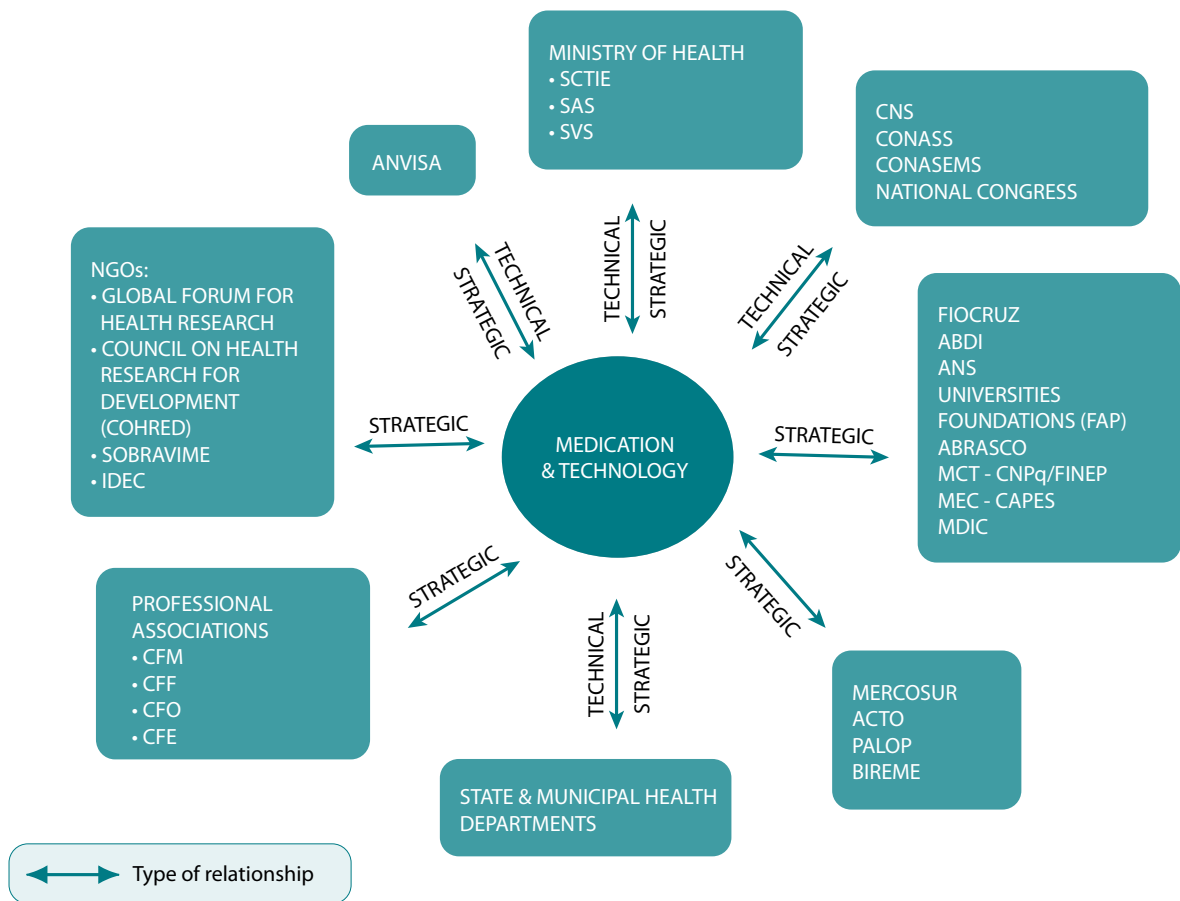 MINISTRY OF HEALTH
• SCTIE
• SAS
• SVS
CNS
CONASS
CONASEMS
NATIONAL CONGRESS
ANVISA
NGOs:
• GLOBAL FORUM FOR
HEALTH RESEARCH
• COUNCIL ON HEALTH
RESEARCH FOR
DEVELOPMENT
(COHRED)
• SOBRAVIME
• IDEC
TECHNICAL
STRATEGIC
TECHNICAL
STRATEGIC
TECHNICAL
STRATEGIC
FIOCRUZ
ABDI
ANS
UNIVERSITIES
FOUNDATIONS (FAP)
ABRASCO
MCT - CNPq/FINEP
MEC - CAPES
MDIC
STRATEGIC
MEDICATION
& TECHNOLOGY
STRATEGIC
STRATEGIC
STRATEGIC
TECHNICAL
STRATEGIC
PROFESSIONAL
ASSOCIATIONS
• CFM
• CFF
• CFO
• CFE
MERCOSUR
ACTO
PALOP
BIREME
STATE & MUNICIPAL HEALTH
DEPARTMENTS
Type of relationship